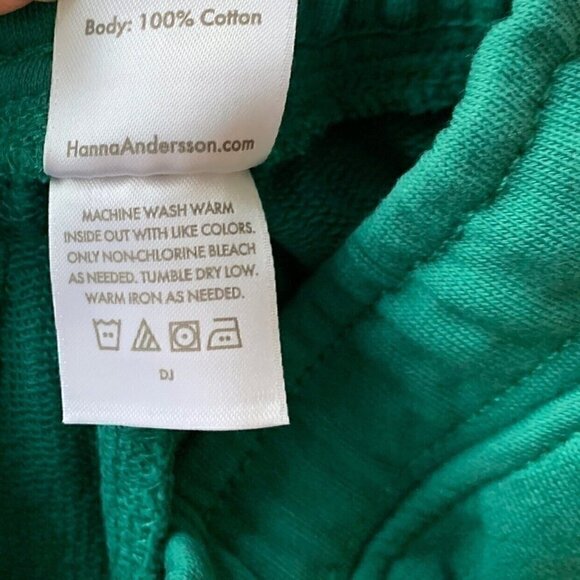 Body: 100% Cotton
HannaAndersson.com
MACHINE WASH WARM
INSIDE OUT WITH LIKE COLORS.
ONLY NON-CHLORINE BLEACH
AS NEEDED. TUMBLE DRY LOW.
WARM IRON AS NEEDED.
DJ